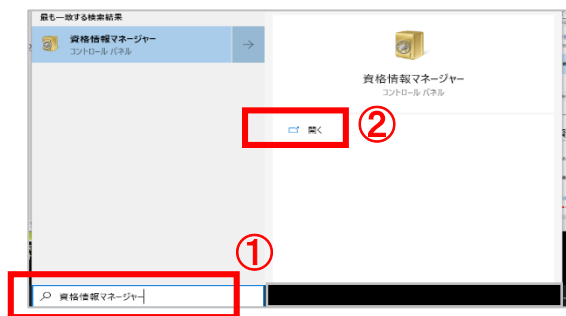 最も一致する検索結果
資格情報マネージャー
コントロール パネル
資格情報マネージャー
コントロール パネル
開く
②
①
資格情報マネージャー